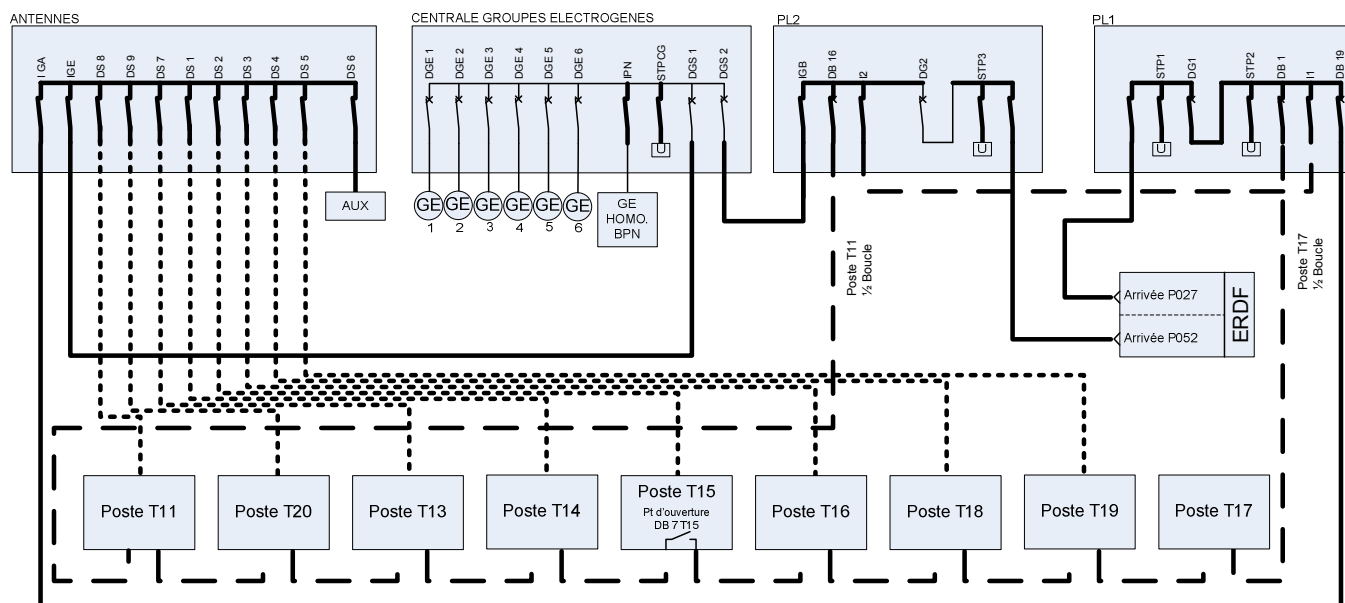 ANTENNES
CENTRALE GROUPES ELECTROGENES
PL2
PL1
I GA
IGE
DS 8
DS 9
DS 7
DS 1
DS 2
DS 3
DS 4
DS 5
DS 6
DGE 1
DGE 2
DGE 3
DGE 4
DGE 5
DGE 6
IPN
STPCG
DGS 1
DGS 2
IGB
DB 16
I2
DG2
STP3
STP1
DG1
STP2
DB 1
I1
DB 19
U
U
U
U
AUX
GE
GE
GE
GE
GE
GE
1
2
3
4
5
6
GE
HOMO.
BPN
Poste T11
½ Boucle
Poste T17
½ Boucle
Arrivée P027
Arrivée P052
ERDF
Poste T11
Poste T20
Poste T13
Poste T14
Poste T15
Pt d'ouverture
DB 7 T15
Poste T16
Poste T18
Poste T19
Poste T17